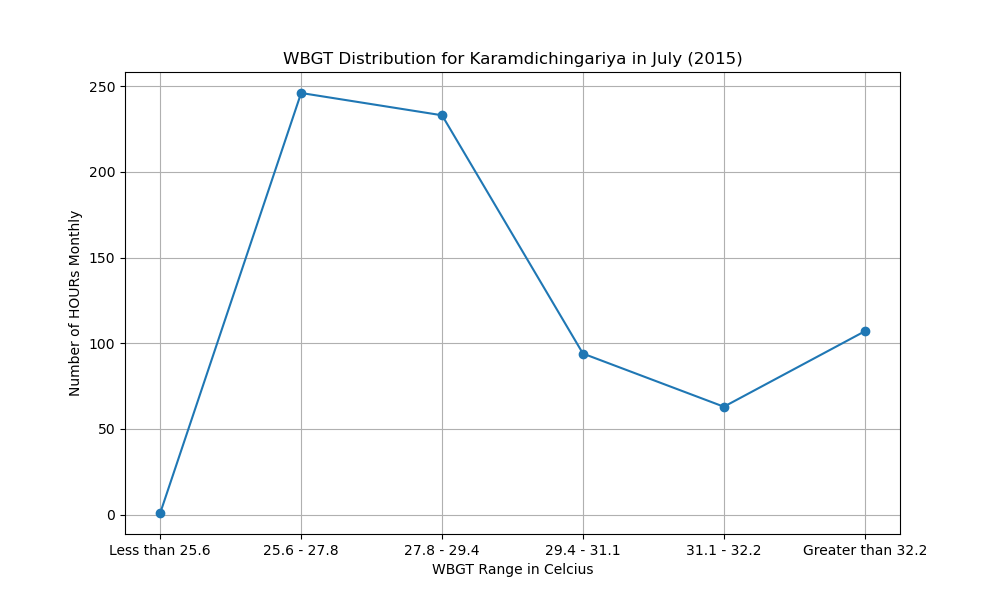 WBGT Distribution for Karamdichingariya in July (2015)
Number of HOURs Monthly
250
200
150
100
50
0
Less than 25.6
25.6 - 27.8
27.8 - 29.4
29.4 - 31.1
31.1 - 32.2
Greater than 32.2
WBGT Range in Celcius